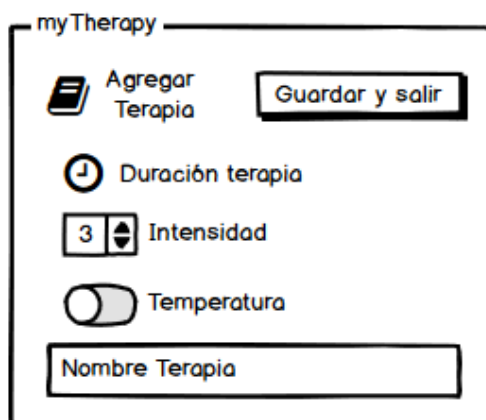 myTherapy
Agregar
Terapia
Guardar y salir
Duración terapia
3
Intensidad
Temperatura
Nombre Terapia